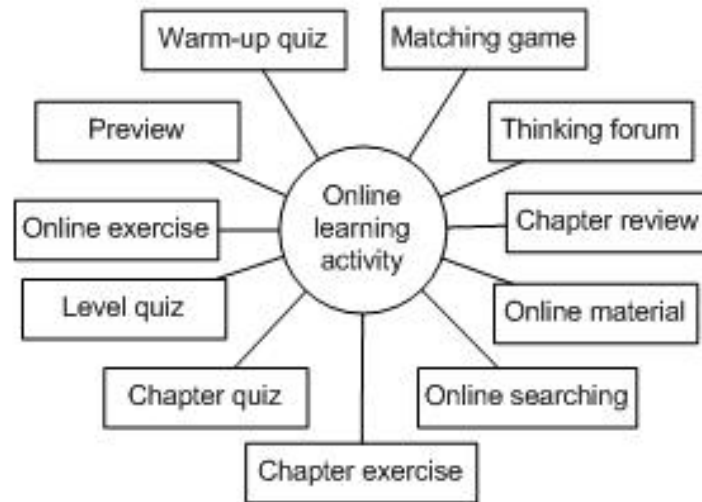 Warm-up quiz
Matching game
Preview
Thinking forum
Online
learning
activity
Online exercise
Chapter review
Level quiz
Online material
Chapter quiz
Online searching
Chapter exercise